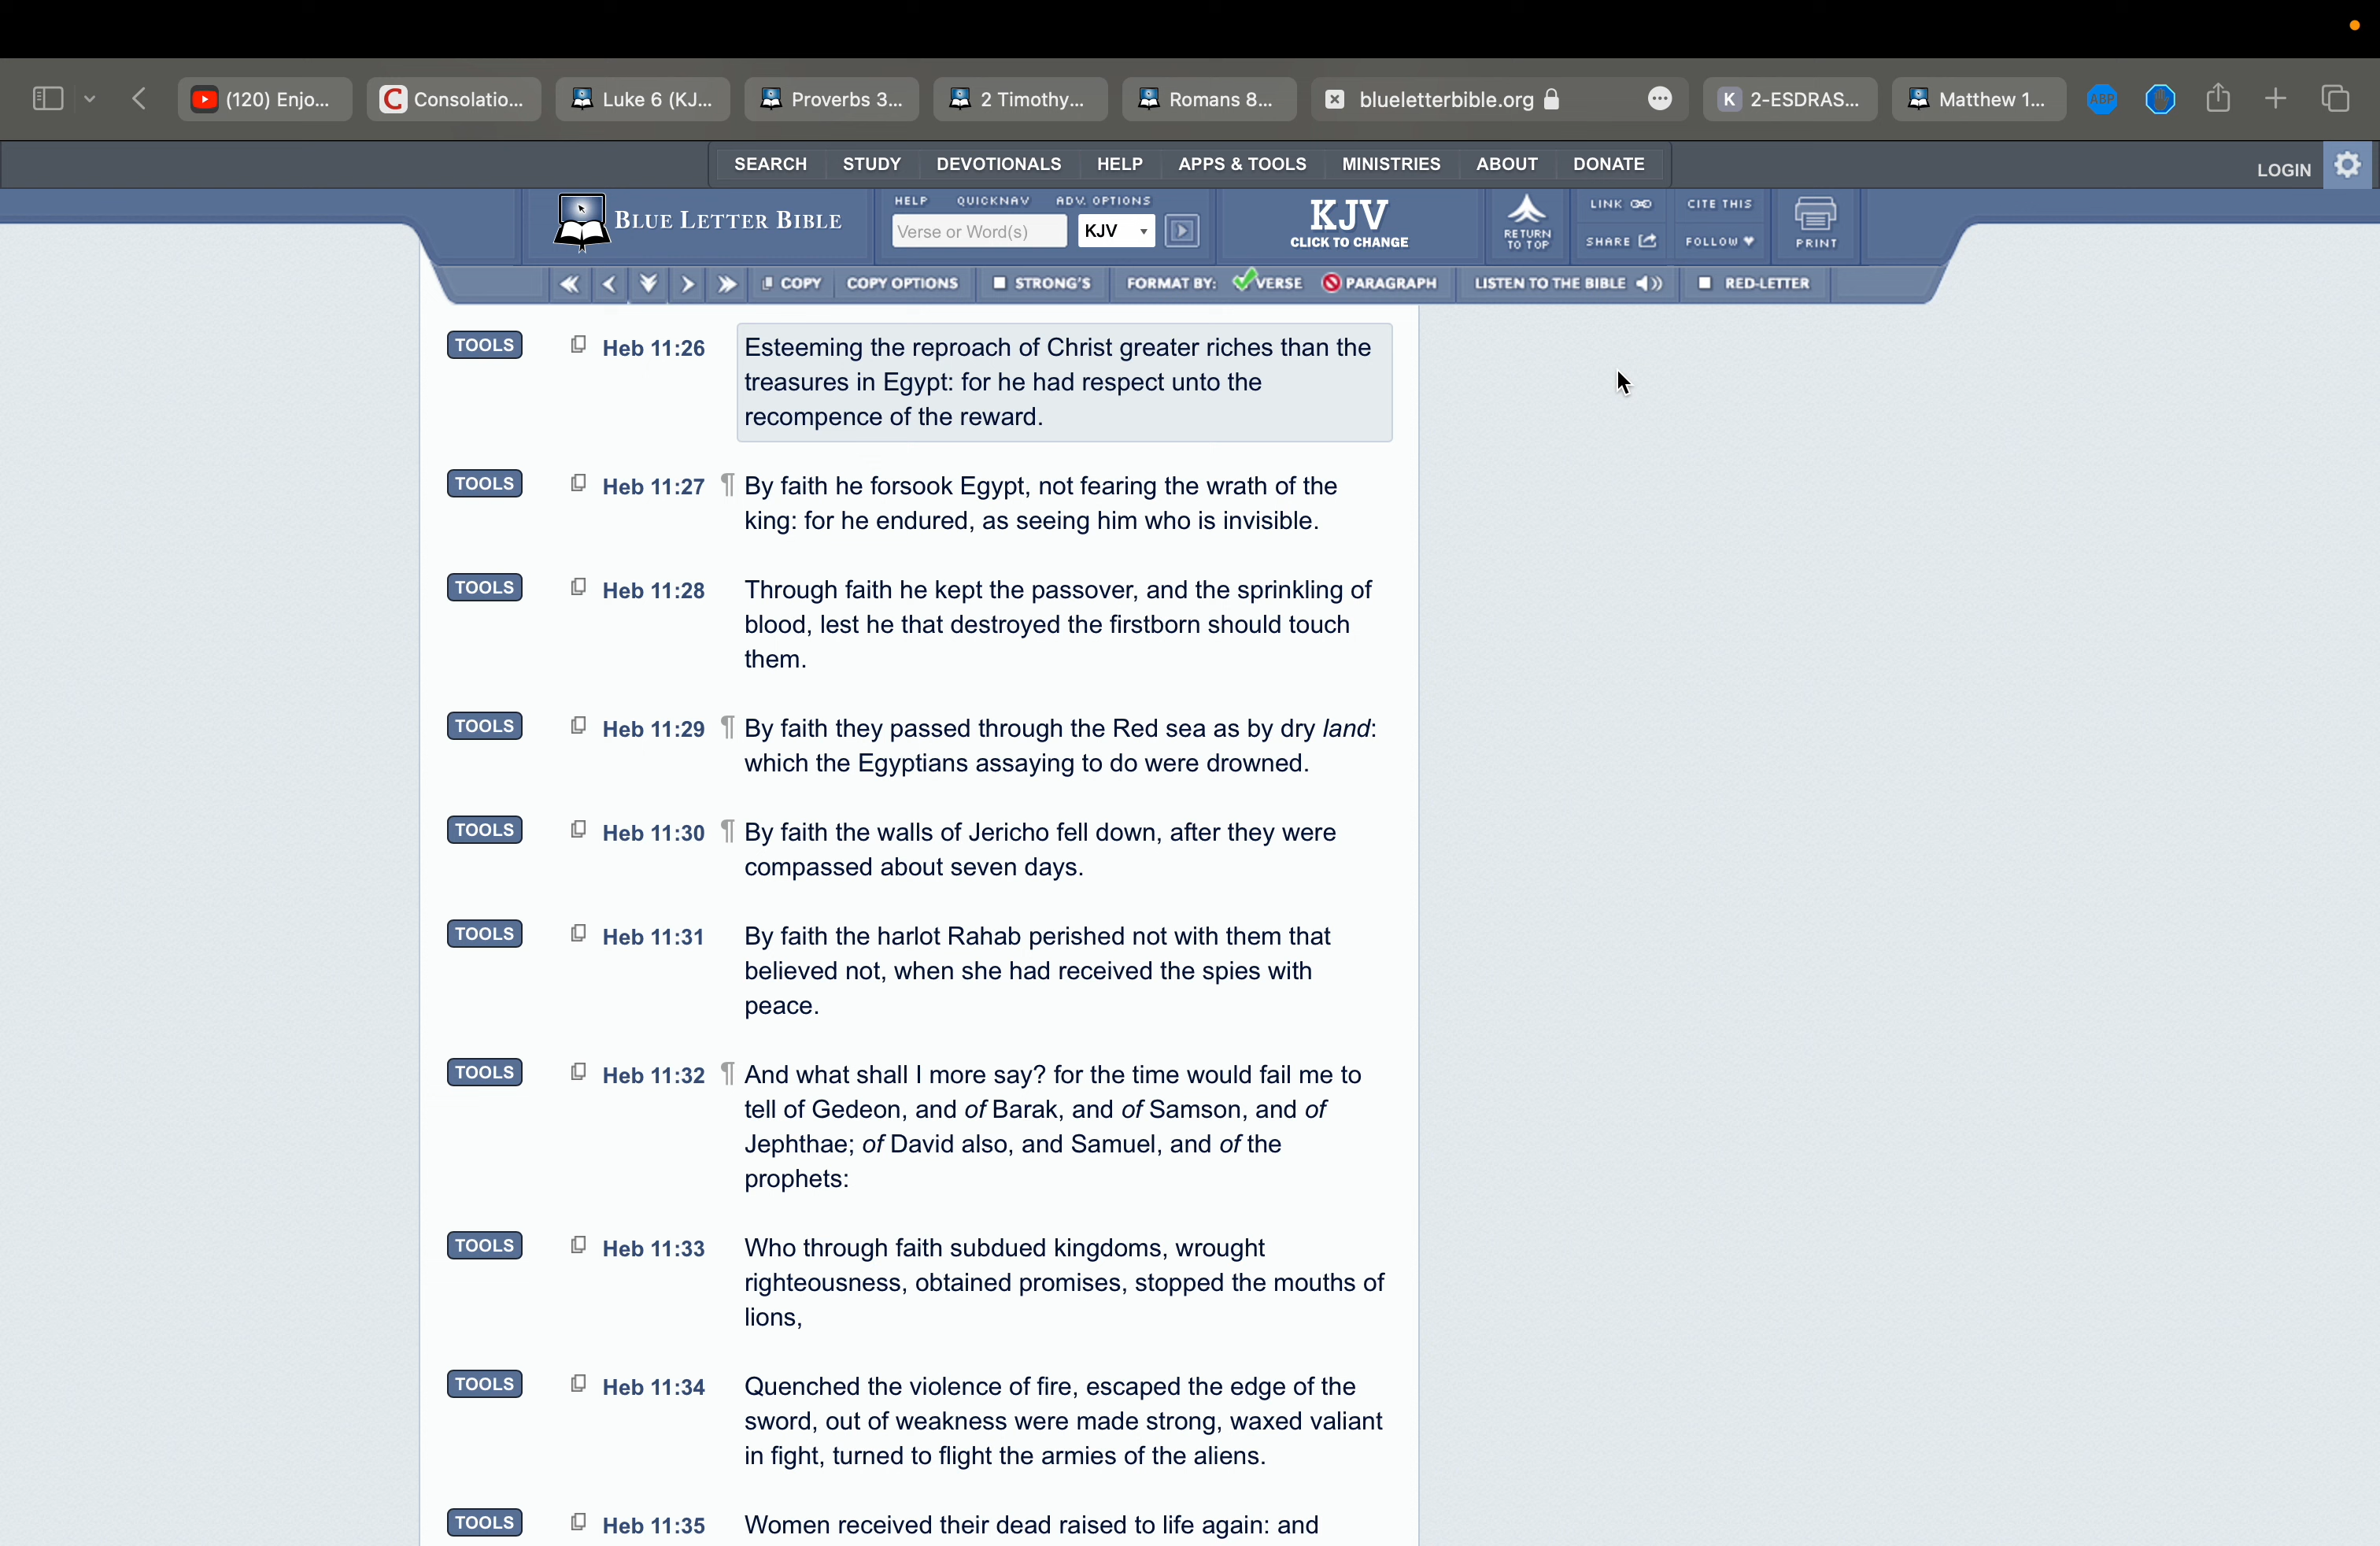 (120) Enjo...
Consolatio...
Luke 6 (KJ...
Proverbs 3...
2 Timothy...
Romans 8...
blueletterbible.org
K 2-ESDRAS...
Matthew 1...
ABP
SEARCH STUDY DEVOTIONALS HELP APPS & TOOLS MINISTRIES ABOUT DONATE
LOGIN
BLUE LETTER BIBLE
HELP QUICKNAV ADV. OPTIONS
Verse or Word(s)
KJV
KJV
CLICK TO CHANGE
RETURN
TO TOP
LINK
CITE THIS
SHARE
FOLLOW
PRINT
COPY COPY OPTIONS STRONG'S FORMAT BY: VERSE PARAGRAPH LISTEN TO THE BIBLE RED-LETTER
TOOLS Heb 11:26 Esteeming the reproach of Christ greater riches than the
treasures in Egypt: for he had respect unto the
recompence of the reward.
TOOLS Heb 11:27 ¶ By faith he forsook Egypt, not fearing the wrath of the
king: for he endured, as seeing him who is invisible.
TOOLS Heb 11:28 Through faith he kept the passover, and the sprinkling of
blood, lest he that destroyed the firstborn should touch
them.
TOOLS Heb 11:29 ¶ By faith they passed through the Red sea as by dry land:
which the Egyptians assaying to do were drowned.
TOOLS Heb 11:30 ¶ By faith the walls of Jericho fell down, after they were
compassed about seven days.
TOOLS Heb 11:31 By faith the harlot Rahab perished not with them that
believed not, when she had received the spies with
peace.
TOOLS Heb 11:32 ¶ And what shall I more say? for the time would fail me to
tell of Gedeon, and of Barak, and of Samson, and of
Jephthae; of David also, and Samuel, and of the
prophets:
TOOLS Heb 11:33 Who through faith subdued kingdoms, wrought
righteousness, obtained promises, stopped the mouths of
lions,
TOOLS Heb 11:34 Quenched the violence of fire, escaped the edge of the
sword, out of weakness were made strong, waxed valiant
in fight, turned to flight the armies of the aliens.
TOOLS Heb 11:35 Women received their dead raised to life again: and